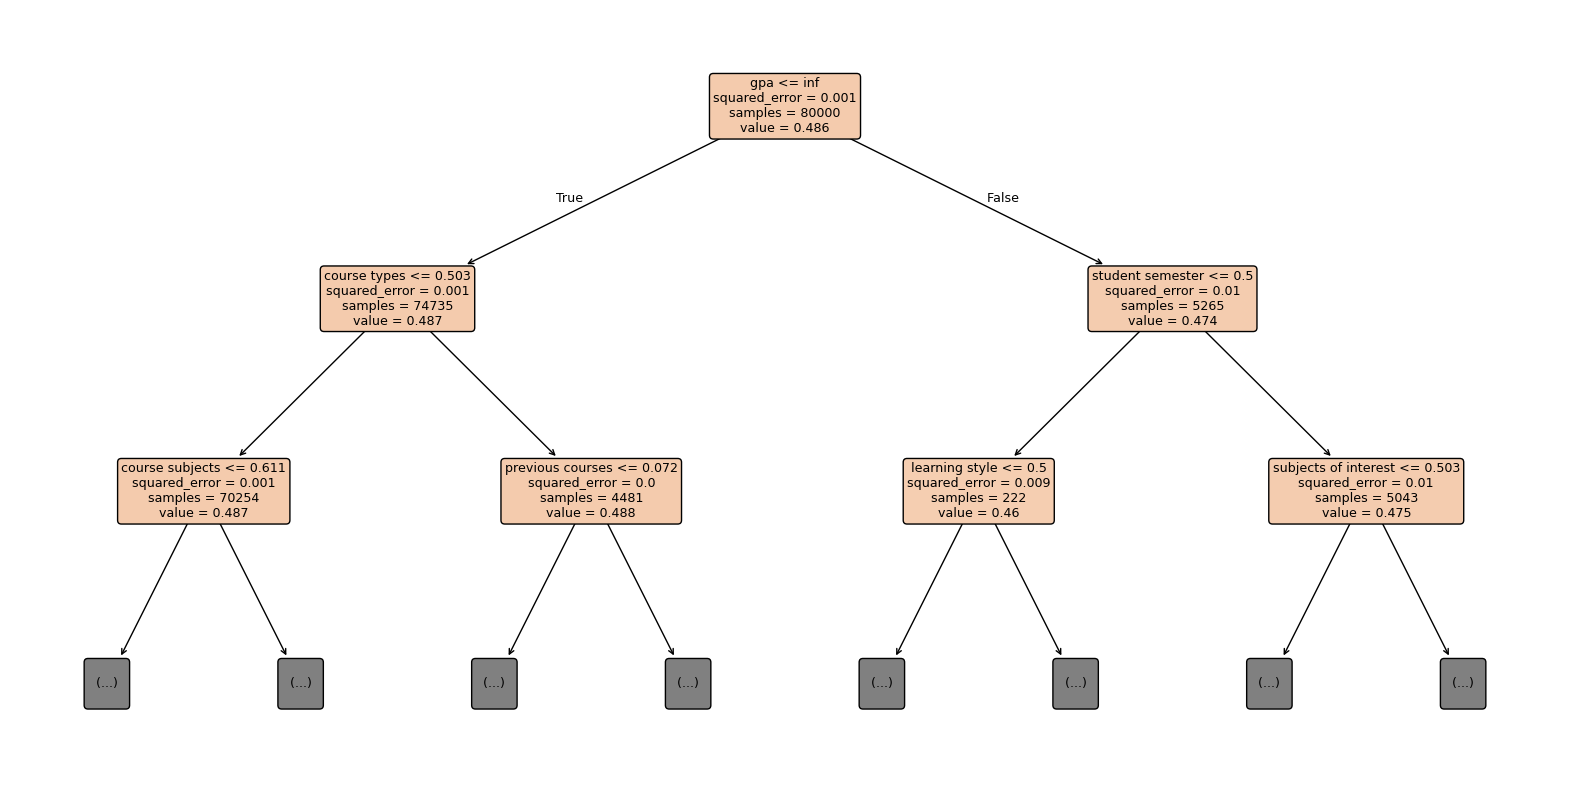 gpa <= inf
squared_error = 0.001
samples = 80000
value = 0.486
True
False
course types <= 0.503
squared_error = 0.001
samples = 74735
value = 0.487
student semester <= 0.5
squared_error = 0.01
samples = 5265
value = 0.474
course subjects <= 0.611
squared_error = 0.001
samples = 70254
value = 0.487
previous courses <= 0.072
squared_error = 0.0
samples = 4481
value = 0.488
learning style <= 0.5
squared_error = 0.009
samples = 222
value = 0.46
subjects of interest <= 0.503
squared_error = 0.01
samples = 5043
value = 0.475
(...)
(...)
(...)
(...)
(...)
(...)
(...)
(...)